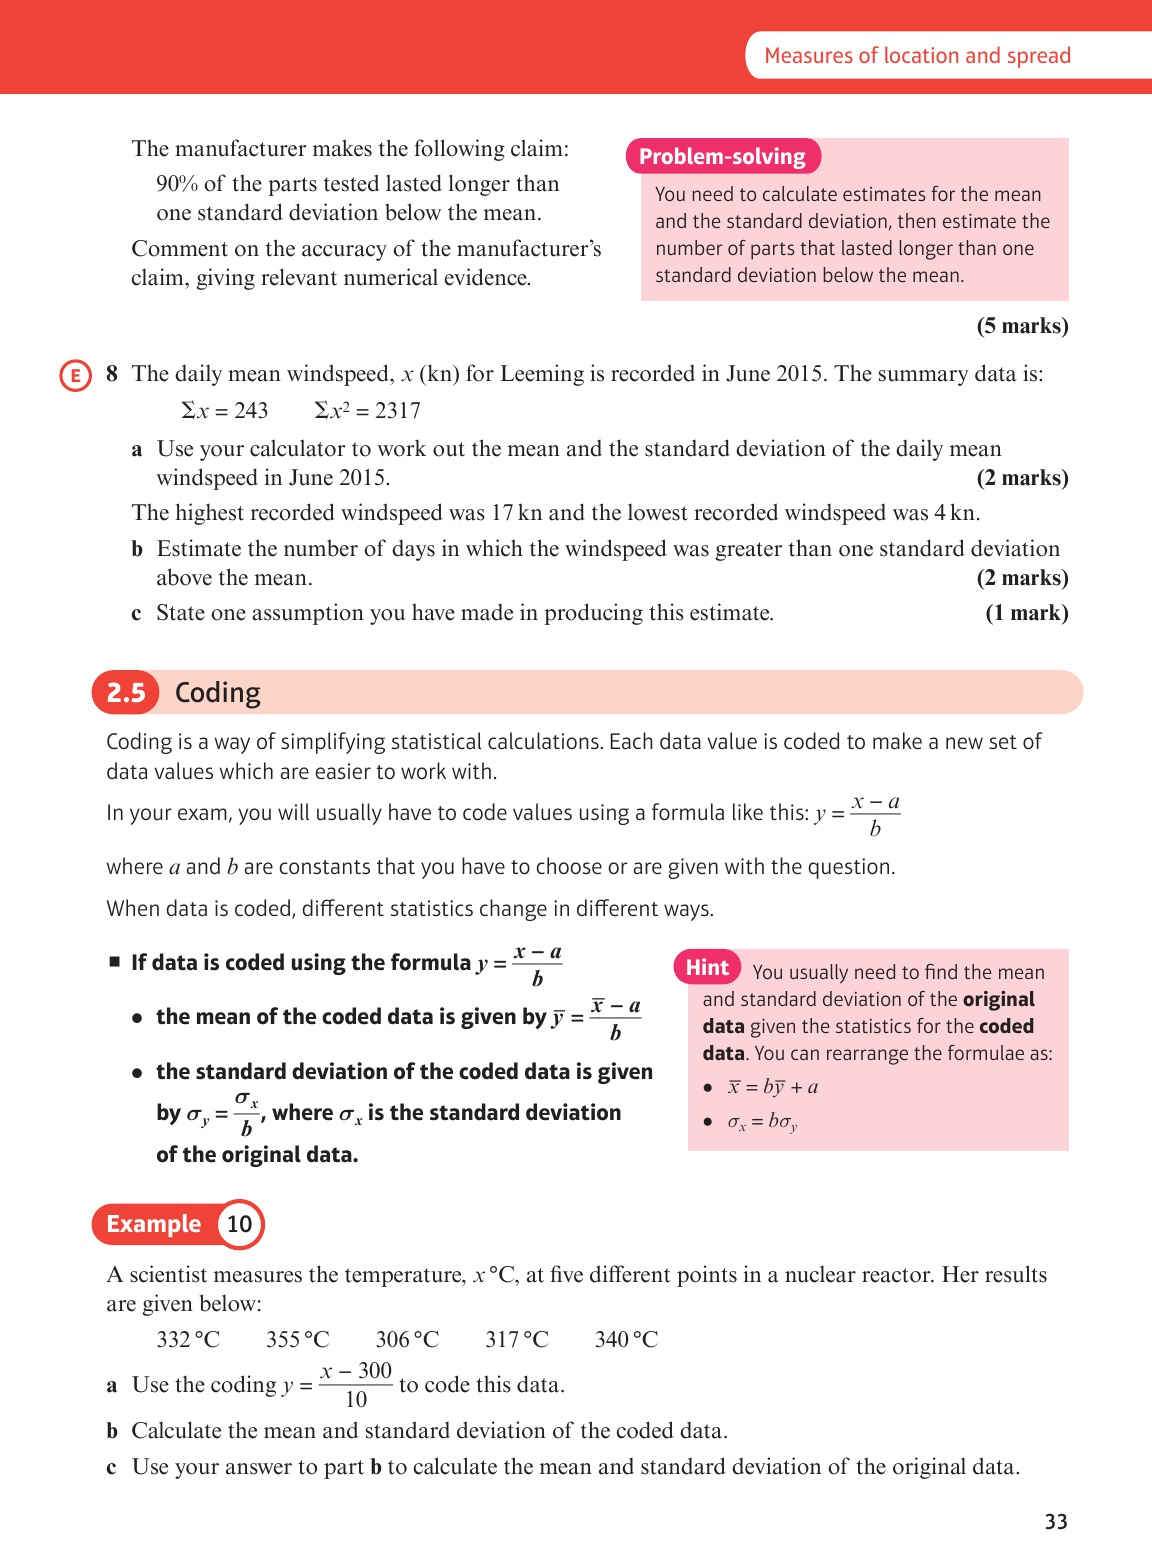 Measures of location and spread
The manufacturer makes the following claim:
90% of the parts tested lasted longer than
one standard deviation below the mean.
Comment on the accuracy of the manufacturer’s
claim, giving relevant numerical evidence.
Problem-solving
You need to calculate estimates for the mean
and the standard deviation, then estimate the
number of parts that lasted longer than one
standard deviation below the mean.
(5 marks)
E 8 The daily mean windspeed, x (kn) for Leeming is recorded in June 2015. The summary data is:
Σx = 243 Σx² = 2317
a Use your calculator to work out the mean and the standard deviation of the daily mean
windspeed in June 2015. (2 marks)
The highest recorded windspeed was 17 kn and the lowest recorded windspeed was 4 kn.
b Estimate the number of days in which the windspeed was greater than one standard deviation
above the mean. (2 marks)
c State one assumption you have made in producing this estimate. (1 mark)
2.5 Coding
Coding is a way of simplifying statistical calculations. Each data value is coded to make a new set of
data values which are easier to work with.
In your exam, you will usually have to code values using a formula like this: y = (x − a)/b
where a and b are constants that you have to choose or are given with the question.
When data is coded, different statistics change in different ways.
■ If data is coded using the formula y = (x − a)/b
• the mean of the coded data is given by y̅ = (x̅ − a)/b
• the standard deviation of the coded data is given
by σy = σx/b, where σx is the standard deviation
of the original data.
Hint You usually need to find the mean
and standard deviation of the original
data given the statistics for the coded
data. You can rearrange the formulae as:
• x̅ = by̅ + a
• σx = bσy
Example 10
A scientist measures the temperature, x °C, at five different points in a nuclear reactor. Her results
are given below:
332 °C 355 °C 306 °C 317 °C 340 °C
a Use the coding y = (x − 300)/10 to code this data.
b Calculate the mean and standard deviation of the coded data.
c Use your answer to part b to calculate the mean and standard deviation of the original data.
33